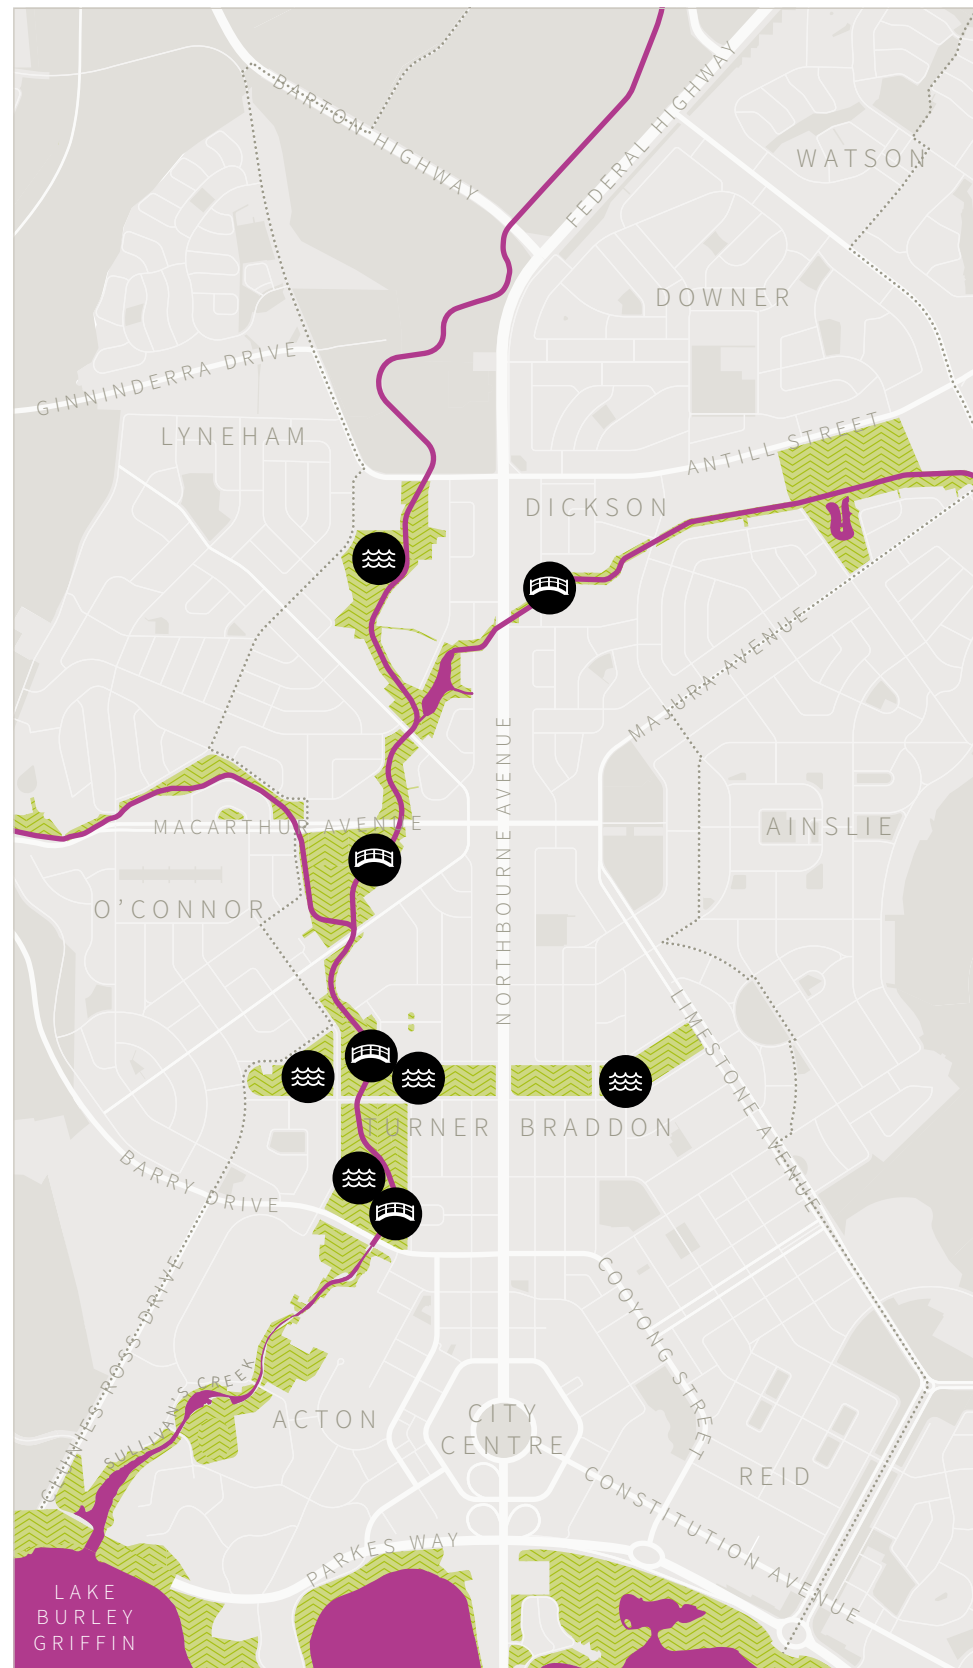 BARTON HIGHWAY
FEDERAL HIGHWAY
WATSON
DOWNER
GINNINDERRA DRIVE
LYNEHAM
ANTILL STREET
DICKSON
MAJURA AVENUE
NORTHBOURNE AVENUE
MACARTHUR AVENUE
AINSLIE
O'CONNOR
LIMESTONE AVENUE
TURNER
BRADDON
BARRY DRIVE
COOYONG STREET
CLUNIES ROSS DRIVE
SULLIVAN'S CREEK
ACTON
CITY
CENTRE
REID
CONSTITUTION AVENUE
PARKES WAY
LAKE
BURLEY
GRIFFIN